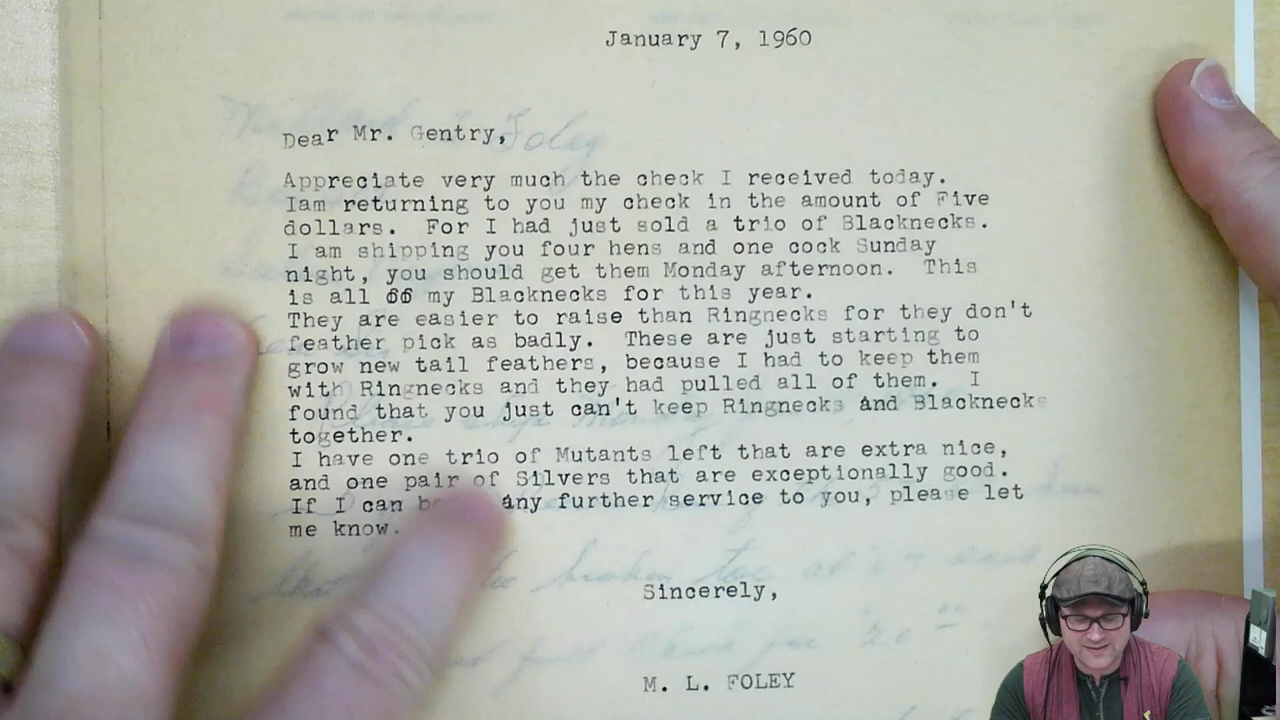 January 7, 1960
Dear Mr. Gentry,
Foley
Appreciate very much the check I received today.
Iam returning to you my check in the amount of Five
dollars. For I had just sold a trio of Blacknecks.
I am shipping you four hens and one cock Sunday
night, you should get them Monday afternoon. This
is all of my Blacknecks for this year.
They are easier to raise than Ringnecks for they don't
feather pick as badly. These are just starting to
grow new tail feathers, because I had to keep them
with Ringnecks and they had pulled all of them. I
found that you just can't keep Ringnecks and Blacknecks
together.
I have one trio of Mutants left that are extra nice,
and one pair of Silvers that are exceptionally good.
If I can any further service to you, please let
me know.
broken toe
Sincerely,
M. L. FOLEY